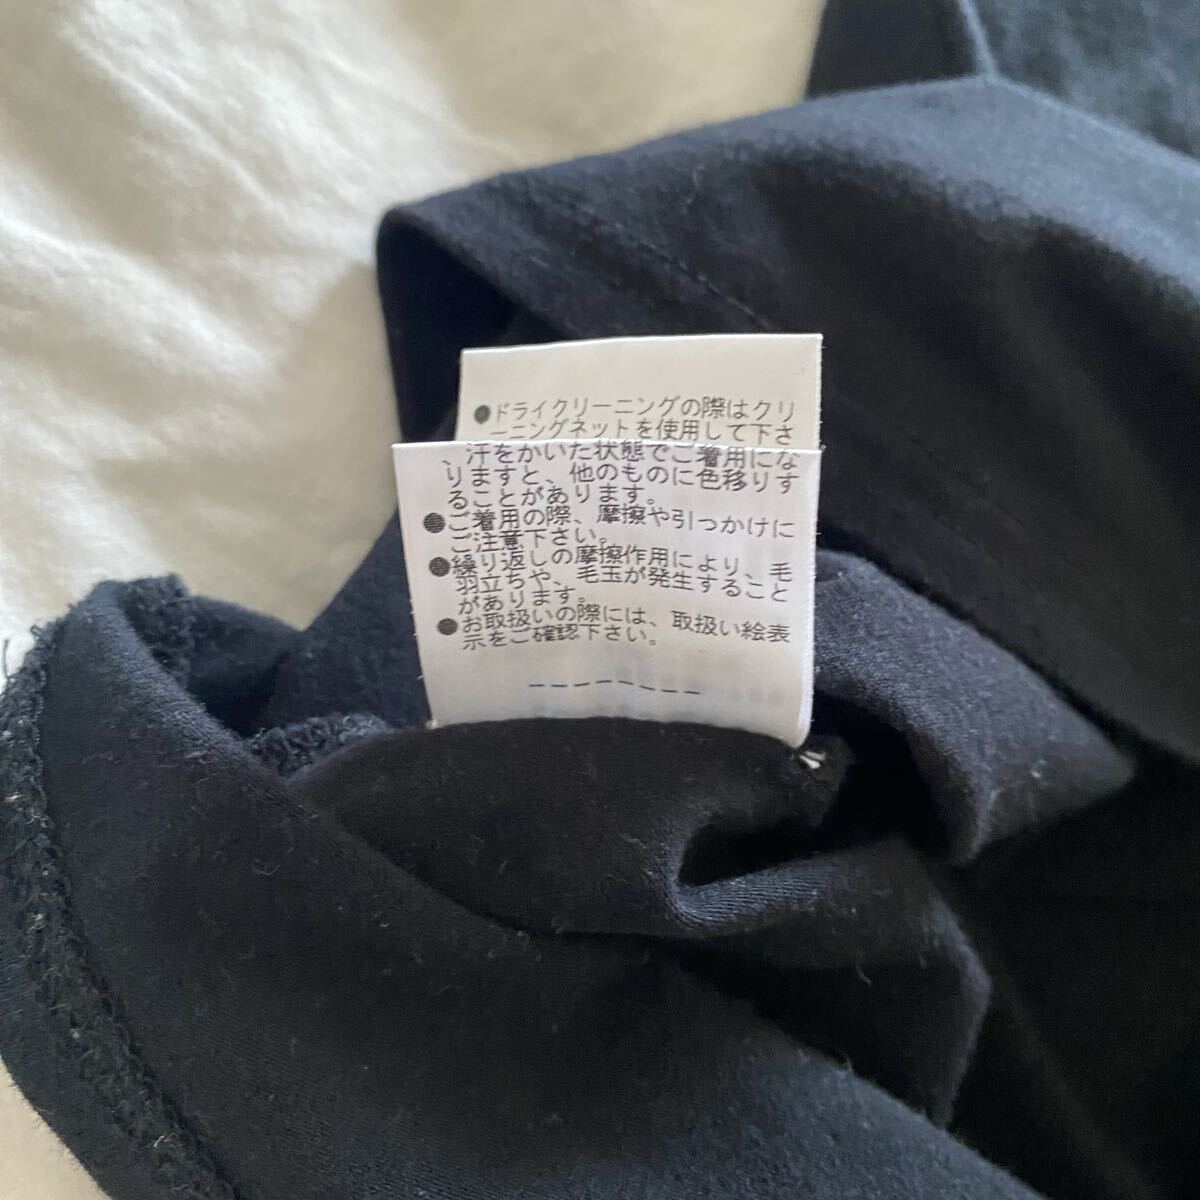 ●ドライクリーニングの際はクリ
ーニングネットを使用して下さ
、汗をかいた状態でご着用にな
りますと、他のものに色移りす
ることがあります。
●ご着用の際、摩擦や引っかけに
ご注意下さい。
●繰り返しの摩擦作用により、毛
羽立ちや、毛玉が発生すること
があります。
●お取扱いの際には、取扱い絵表
示をご確認下さい。
--------